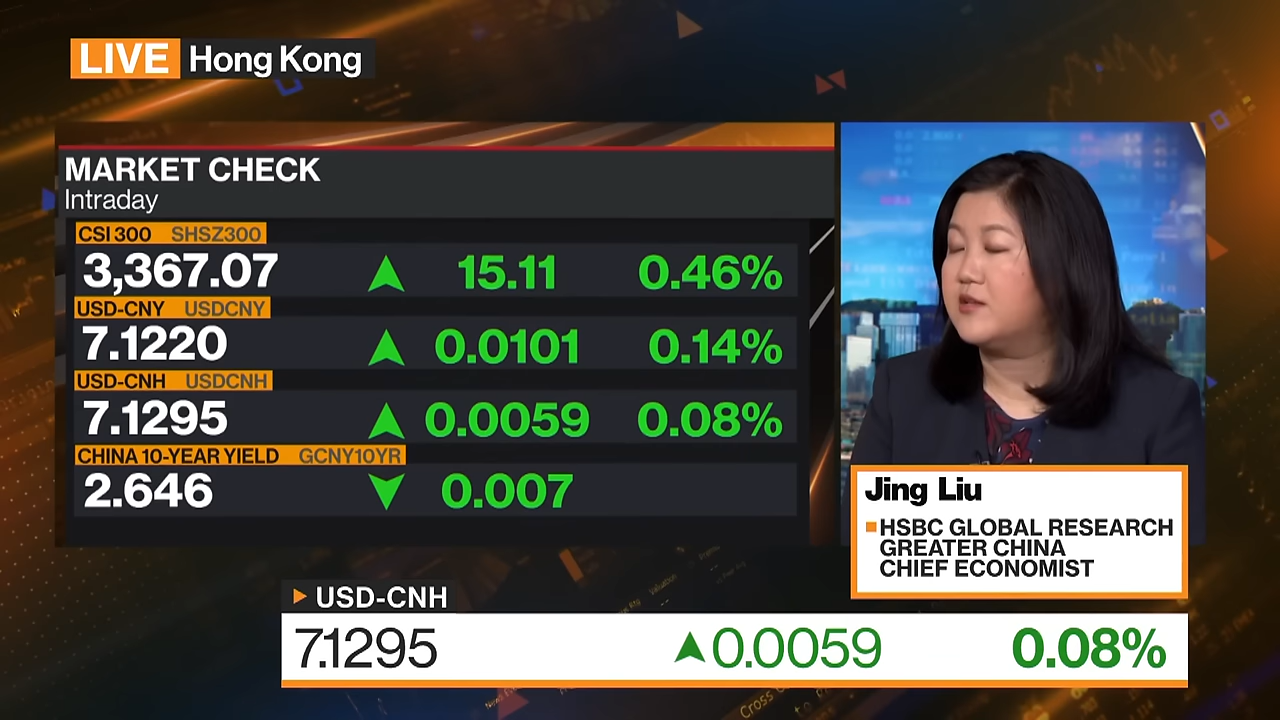 LIVE Hong Kong
MARKET CHECK
Intraday
CSI 300 SHSZ300
3,367.07 ▲ 15.11 0.46%
USD-CNY USDCNY
7.1220 ▲ 0.0101 0.14%
USD-CNH USDCNH
7.1295 ▲ 0.0059 0.08%
CHINA 10-YEAR YIELD GCNY10YR
2.646 ▼ 0.007
Jing Liu
HSBC GLOBAL RESEARCH
GREATER CHINA
CHIEF ECONOMIST
USD-CNH
7.1295 ▲ 0.0059 0.08%
Cross